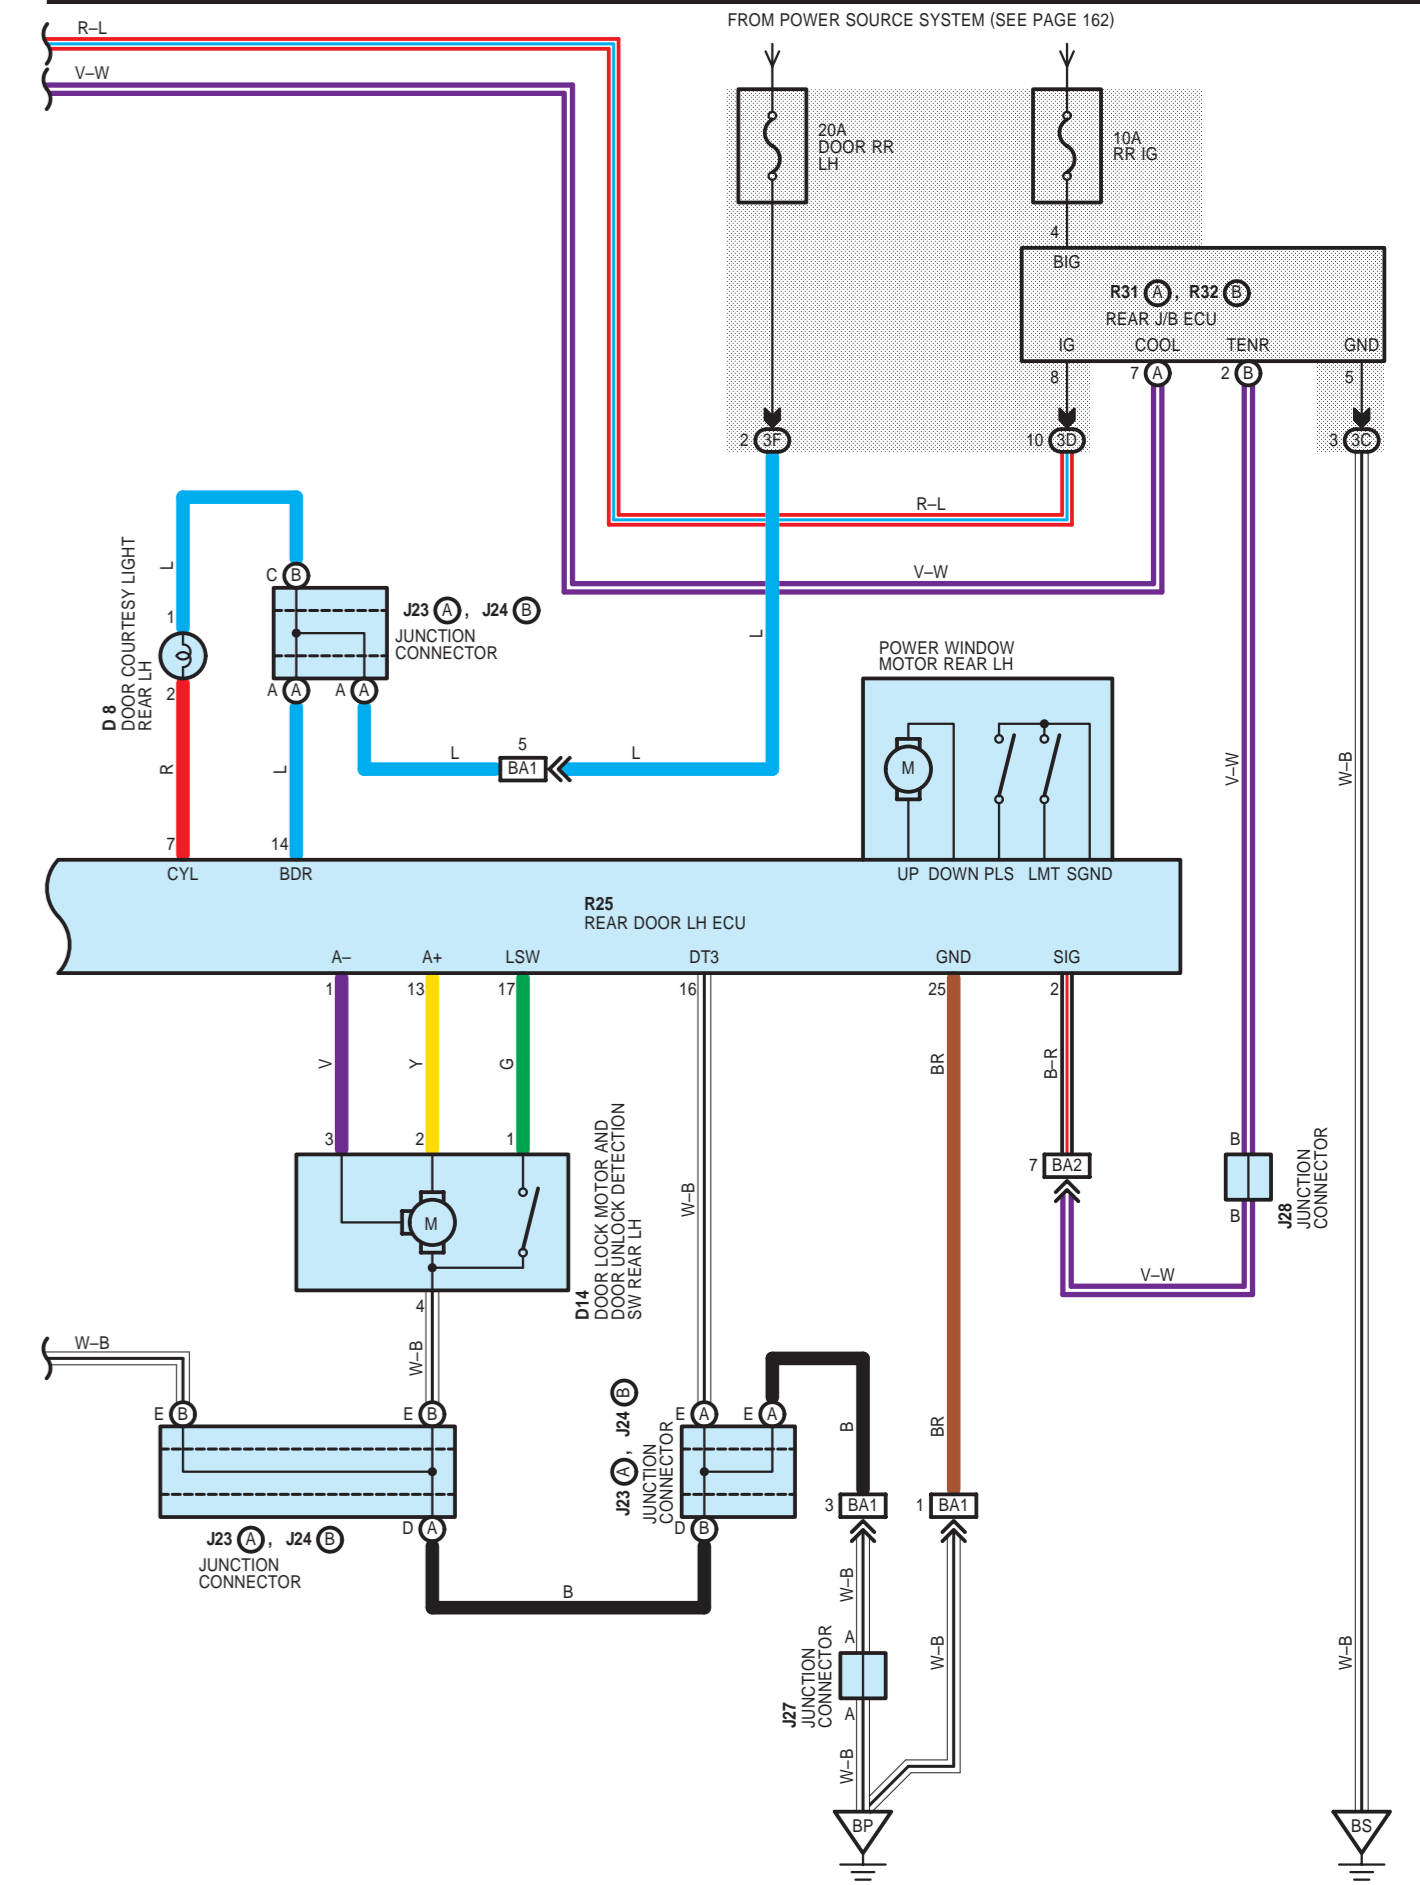 FROM POWER SOURCE SYSTEM (SEE PAGE 162)
R–L
V–W
20A
DOOR RR
LH
10A
RR IG
4
BIG
R31 A , R32 B
REAR J/B ECU
IG COOL TENR GND
8 7 A 2 B 5
2 3F 10 3D 3 3C
R–L
V–W
L
C B
1
J23 A , J24 B
JUNCTION
CONNECTOR
D 8
DOOR COURTESY LIGHT
REAR LH
2
A A A A
L
POWER WINDOW
MOTOR REAR LH
R
L
L
5
BA1
L
M
V–W
W–B
7 14
CYL BDR
UP DOWN PLS LMT SGND
R25
REAR DOOR LH ECU
A– A+ LSW DT3 GND SIG
1 13 17 16 25 2
V
Y
G
BR
B–R
3 2 1
M
D14
DOOR LOCK MOTOR AND
DOOR UNLOCK DETECTION
SW REAR LH
W–B
7 BA2
B
B
J28
JUNCTION
CONNECTOR
V–W
4
W–B
W–B
E B E B
J23 A , J24 B
JUNCTION
CONNECTOR
E A E A
B
BR
3 BA1 1 BA1
D A
D B
J23 A , J24 B
JUNCTION
CONNECTOR
B
W–B
A
J27
JUNCTION
CONNECTOR
A
W–B
W–B
W–B
BP
BS